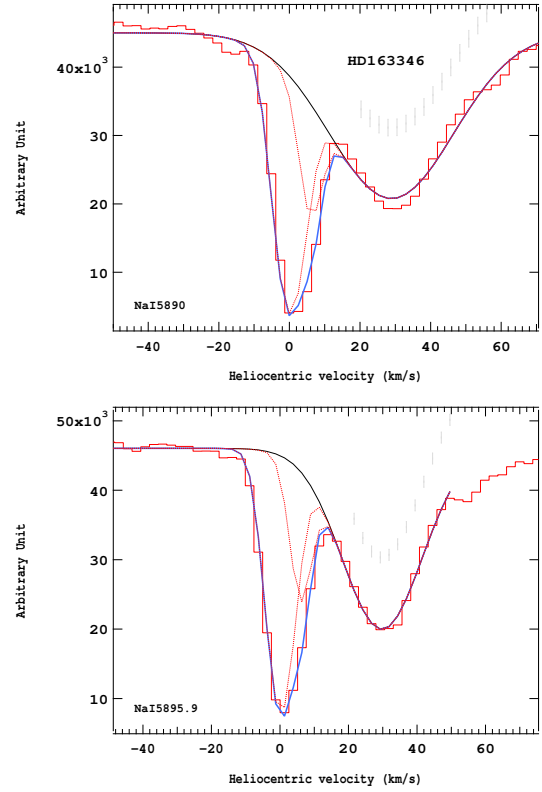 40x10³
HD163346
30
Arbitrary Unit
20
10
NaI5890
-40 -20 0 20 40 60
Heliocentric velocity (km/s)
50x10³
40
30
Arbitrary Unit
20
10
NaI5895.9
-40 -20 0 20 40 60
Heliocentric velocity (km/s)